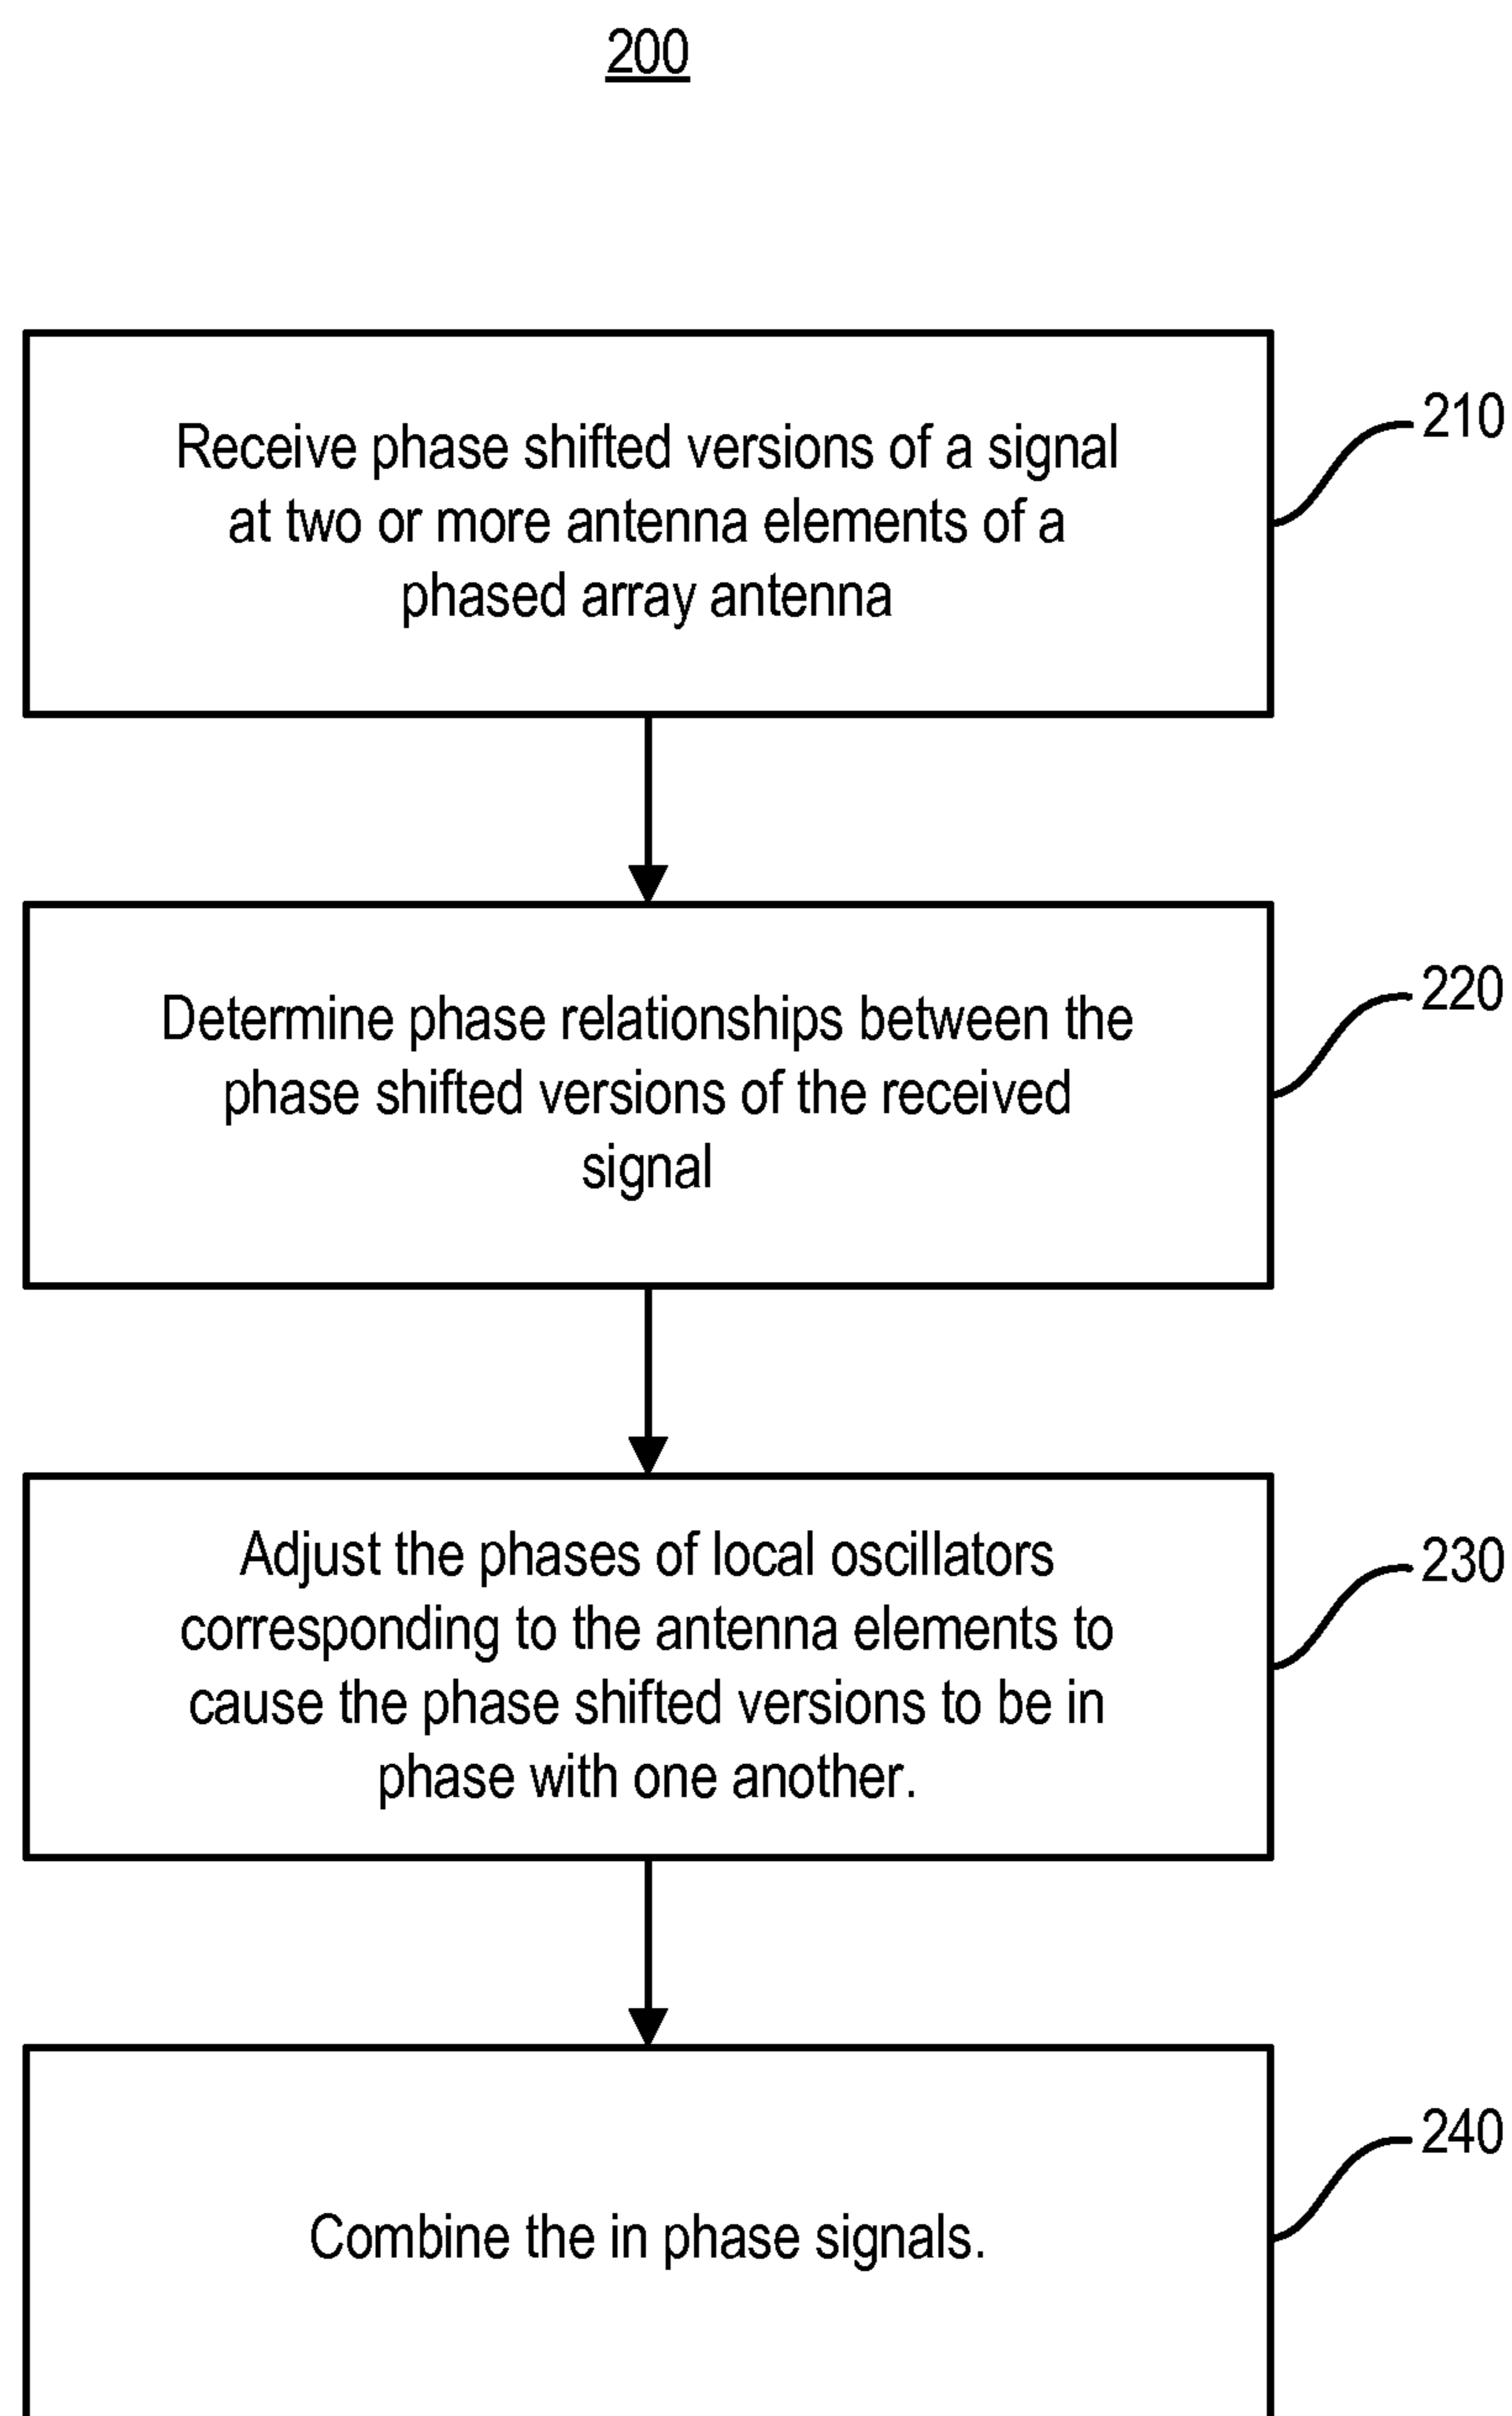 200
Receive phase shifted versions of a signal
at two or more antenna elements of a
phased array antenna
210
Determine phase relationships between the
phase shifted versions of the received
signal
220
Adjust the phases of local oscillators
corresponding to the antenna elements to
cause the phase shifted versions to be in
phase with one another.
230
Combine the in phase signals.
240